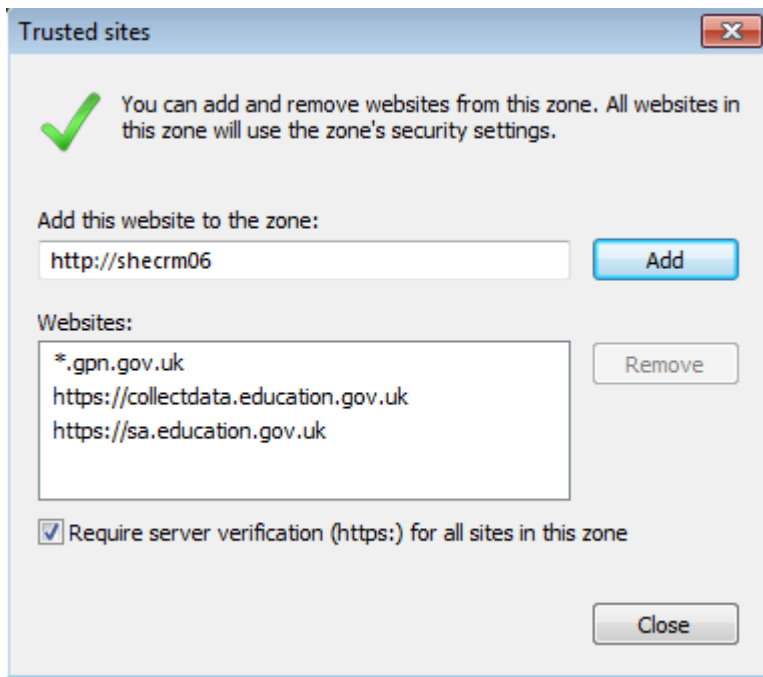 Trusted sites
You can add and remove websites from this zone. All websites in
this zone will use the zone's security settings.
Add this website to the zone:
http://shecrm06
Add
Websites:
*.gpn.gov.uk
Remove
https://collectdata.education.gov.uk
https://sa.education.gov.uk
Require server verification (https:) for all sites in this zone
Close